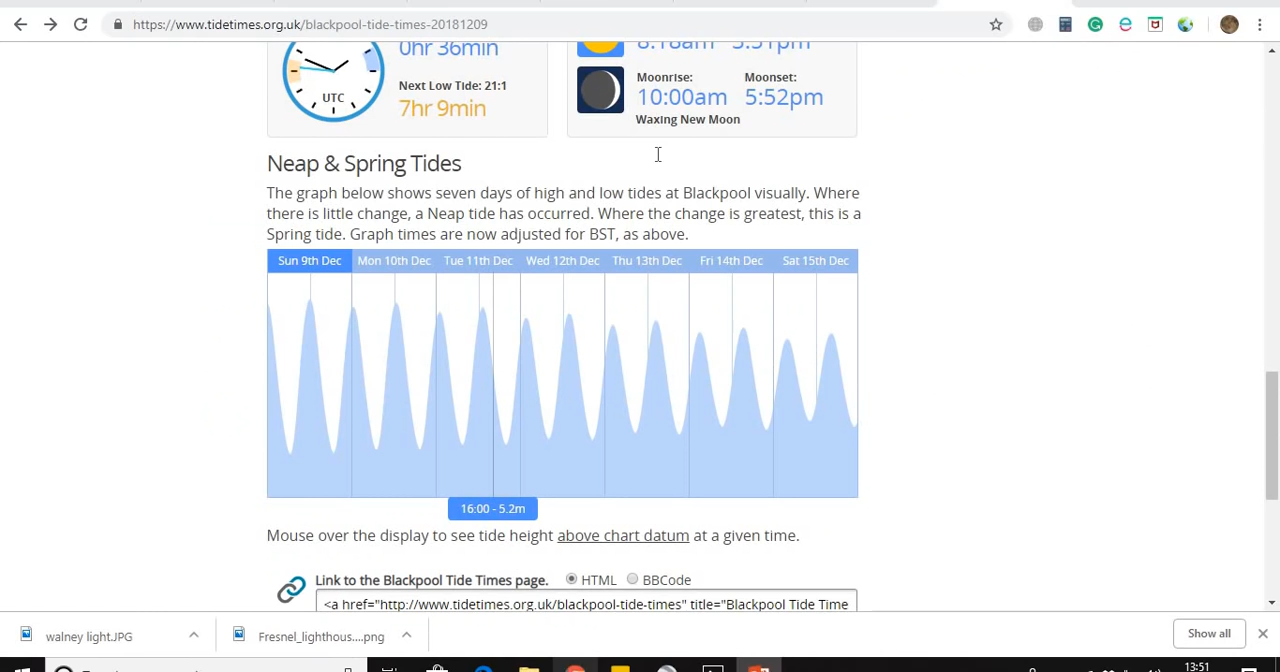 https://www.tidetimes.org.uk/blackpool-tide-times-20181209
0hr 36min
Next Low Tide: 21:1
7hr 9min
UTC
8:18am 3:51pm
Moonrise: Moonset:
10:00am 5:52pm
Waxing New Moon
Neap & Spring Tides
The graph below shows seven days of high and low tides at Blackpool visually. Where
there is little change, a Neap tide has occurred. Where the change is greatest, this is a
Spring tide. Graph times are now adjusted for BST, as above.
Sun 9th Dec Mon 10th Dec Tue 11th Dec Wed 12th Dec Thu 13th Dec Fri 14th Dec Sat 15th Dec
16:00 - 5.2m
Mouse over the display to see tide height above chart datum at a given time.
Link to the Blackpool Tide Times page. HTML BBCode
<a href="http://www.tidetimes.org.uk/blackpool-tide-times" title="Blackpool Tide Time
walney light.JPG
Fresnel_lighthous....png
Show all
13:51